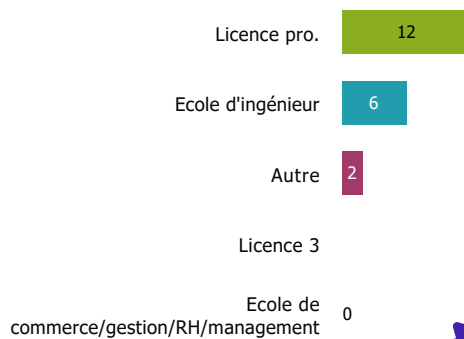 Licence pro. 12
Ecole d'ingénieur 6
Autre 2
Licence 3
Ecole de
commerce/gestion/RH/management 0